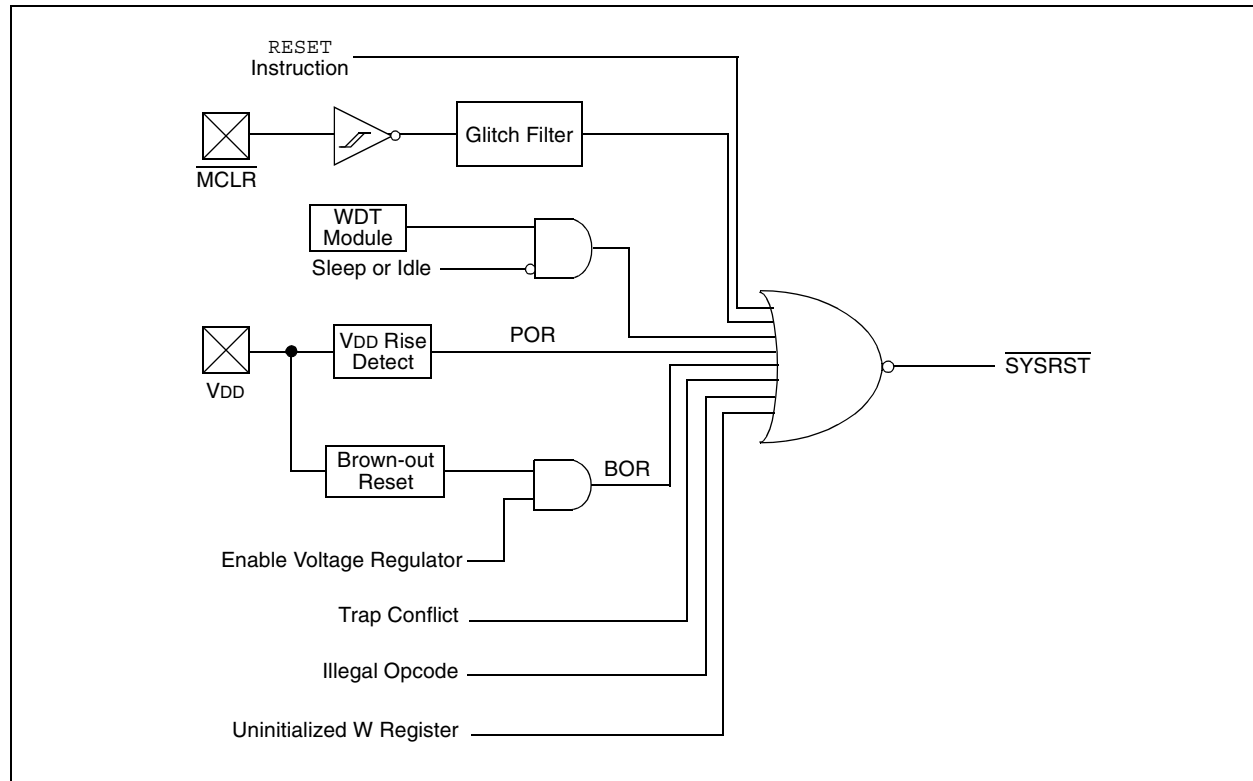 RESET
Instruction
Glitch Filter
MCLR
WDT
Module
Sleep or Idle
VDD Rise
Detect
POR
VDD
SYSRST
Brown-out
Reset
BOR
Enable Voltage Regulator
Trap Conflict
Illegal Opcode
Uninitialized W Register